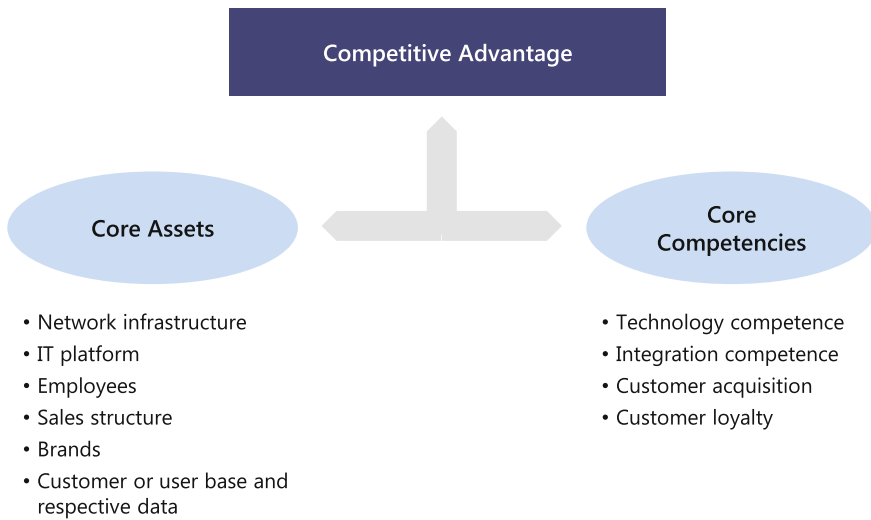 Competitive Advantage
Core Assets
Core
Competencies
• Network infrastructure
• IT platform
• Employees
• Sales structure
• Brands
• Customer or user base and
respective data
• Technology competence
• Integration competence
• Customer acquisition
• Customer loyalty